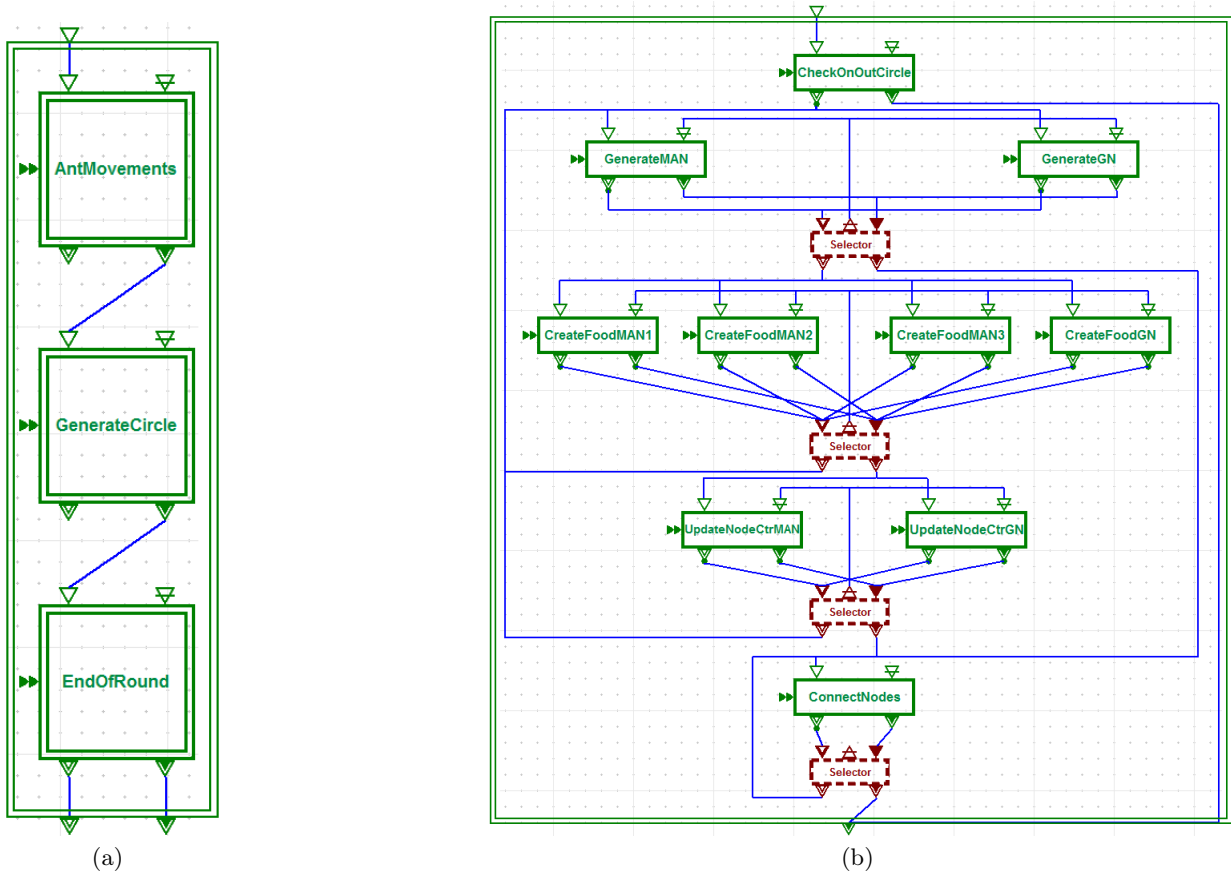 AntMovements
GenerateCircle
EndOfRound
(a)
CheckOnOutCircle
GenerateMAN
GenerateGN
Selector
CreateFoodMAN1
CreateFoodMAN2
CreateFoodMAN3
CreateFoodGN
Selector
UpdateNodeCtrMAN
UpdateNodeCtrGN
Selector
ConnectNodes
Selector
(b)